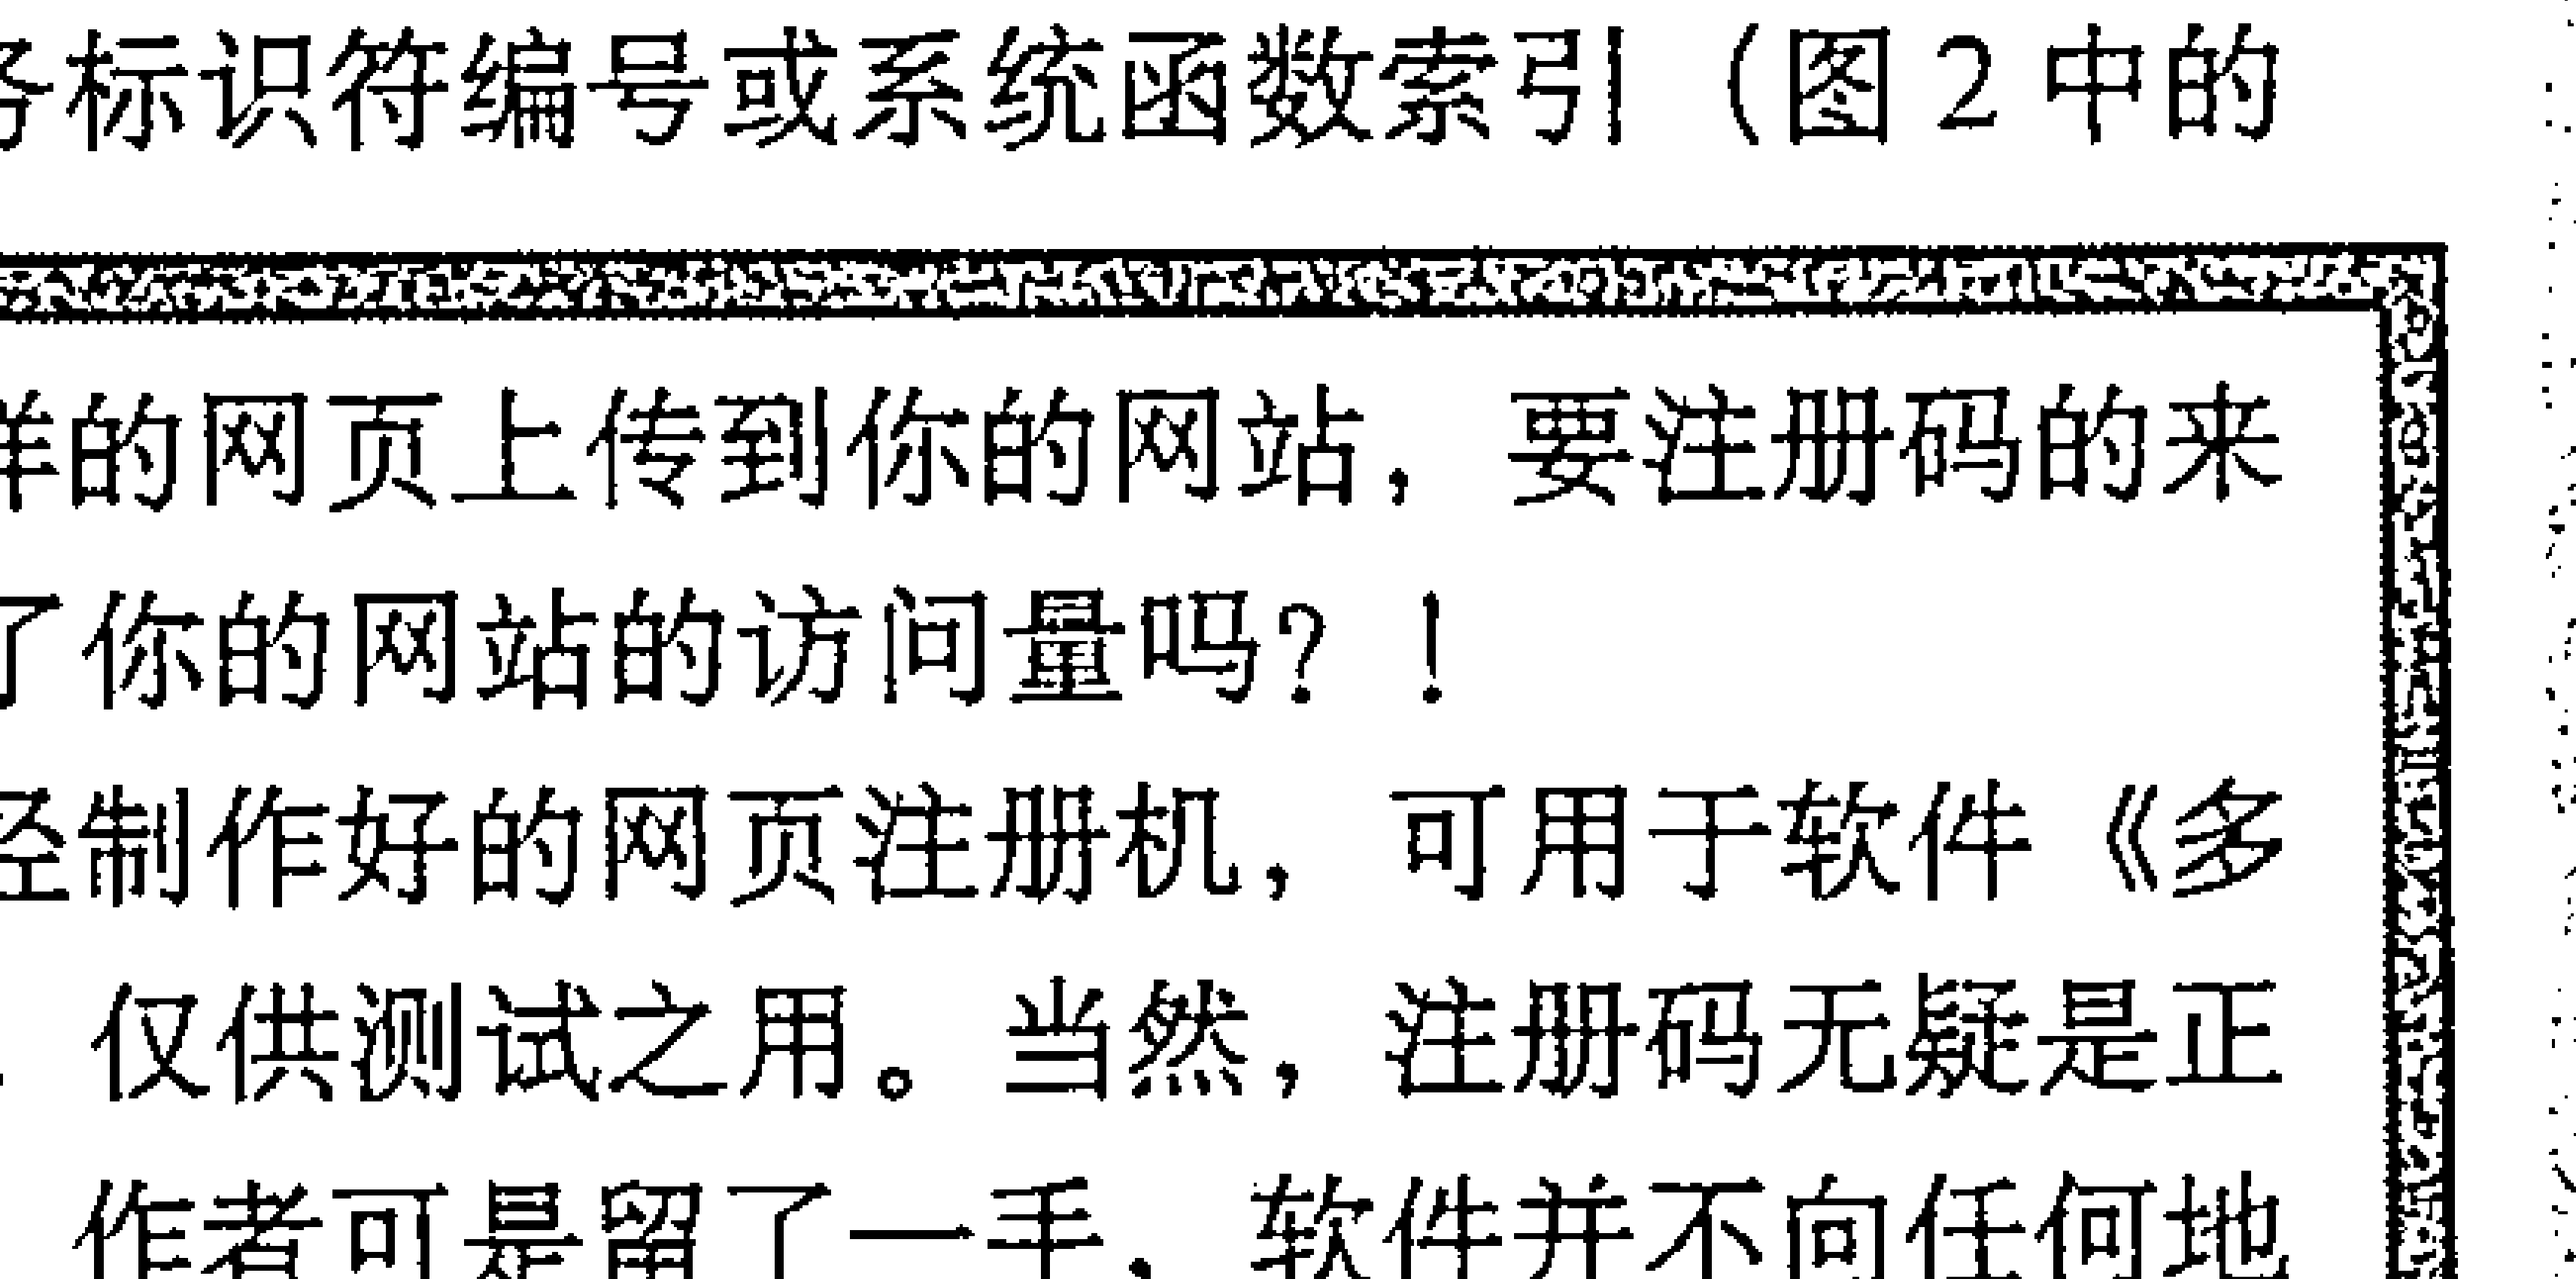 务标识符编号或系统函数索引（图 2 中的
样的网页上传到你的网站，要注册码的来
了你的网站的访问量吗？！
经制作好的网页注册机，可用于软件《多
仅供测试之用。当然，注册码无疑是正
作者可是留了一手，软件并不向任何地